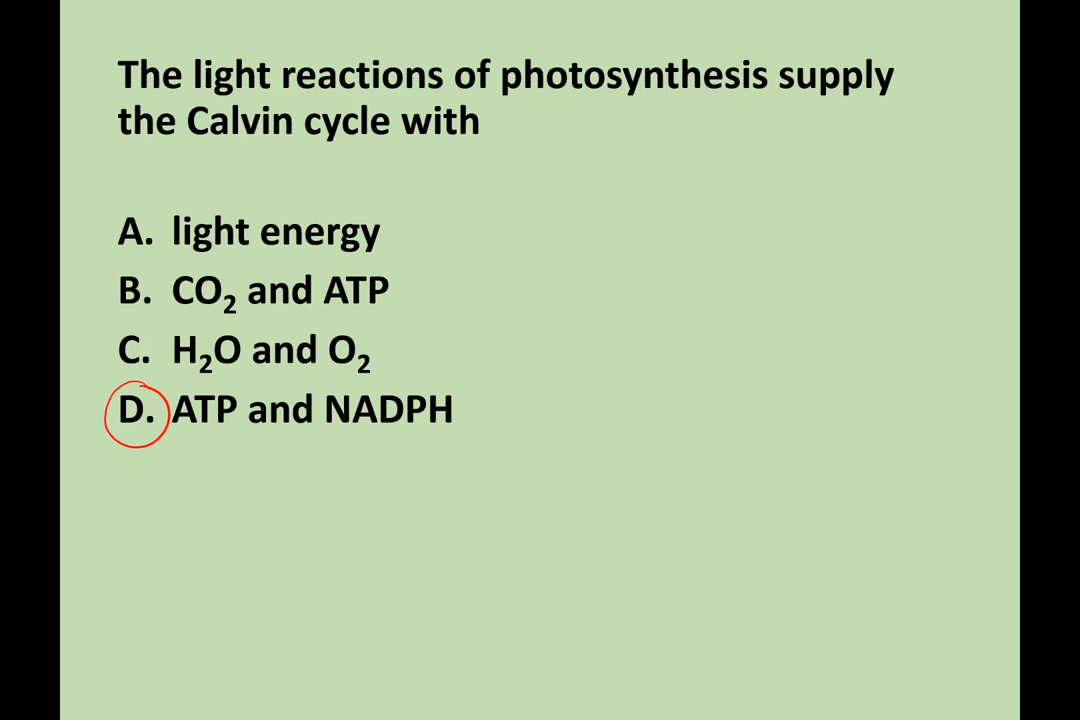 The light reactions of photosynthesis supply
the Calvin cycle with
A. light energy
B. CO₂ and ATP
C. H₂O and O₂
D. ATP and NADPH